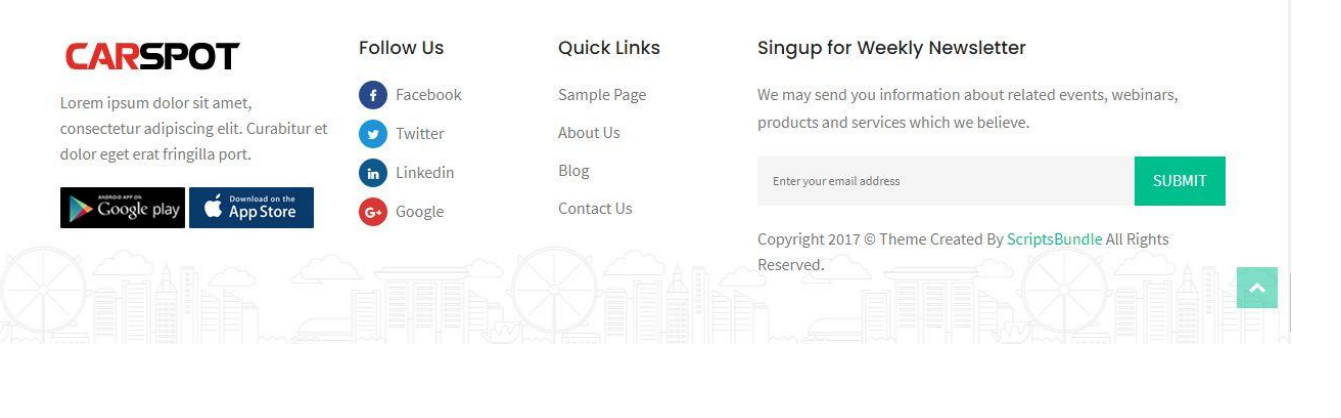 CARSPOT
Lorem ipsum dolor sit amet,
consectetur adipiscing elit. Curabitur et
dolor eget erat fringilla port.
ANDROID APP ON
Google play
Download on the
App Store
Follow Us
Facebook
Twitter
Linkedin
Google
Quick Links
Sample Page
About Us
Blog
Contact Us
Singup for Weekly Newsletter
We may send you information about related events, webinars,
products and services which we believe.
Enter your email address
SUBMIT
Copyright 2017 © Theme Created By ScriptsBundle All Rights
Reserved.